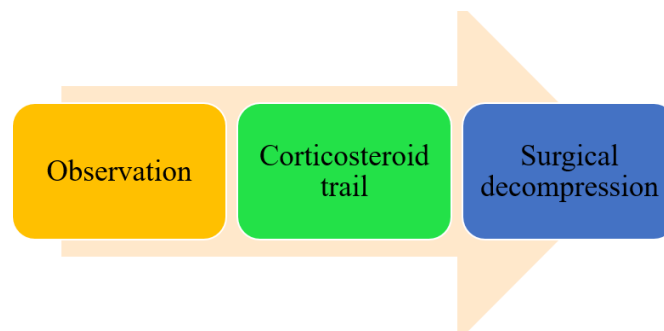 Observation
Corticosteroid
trail
Surgical
decompression